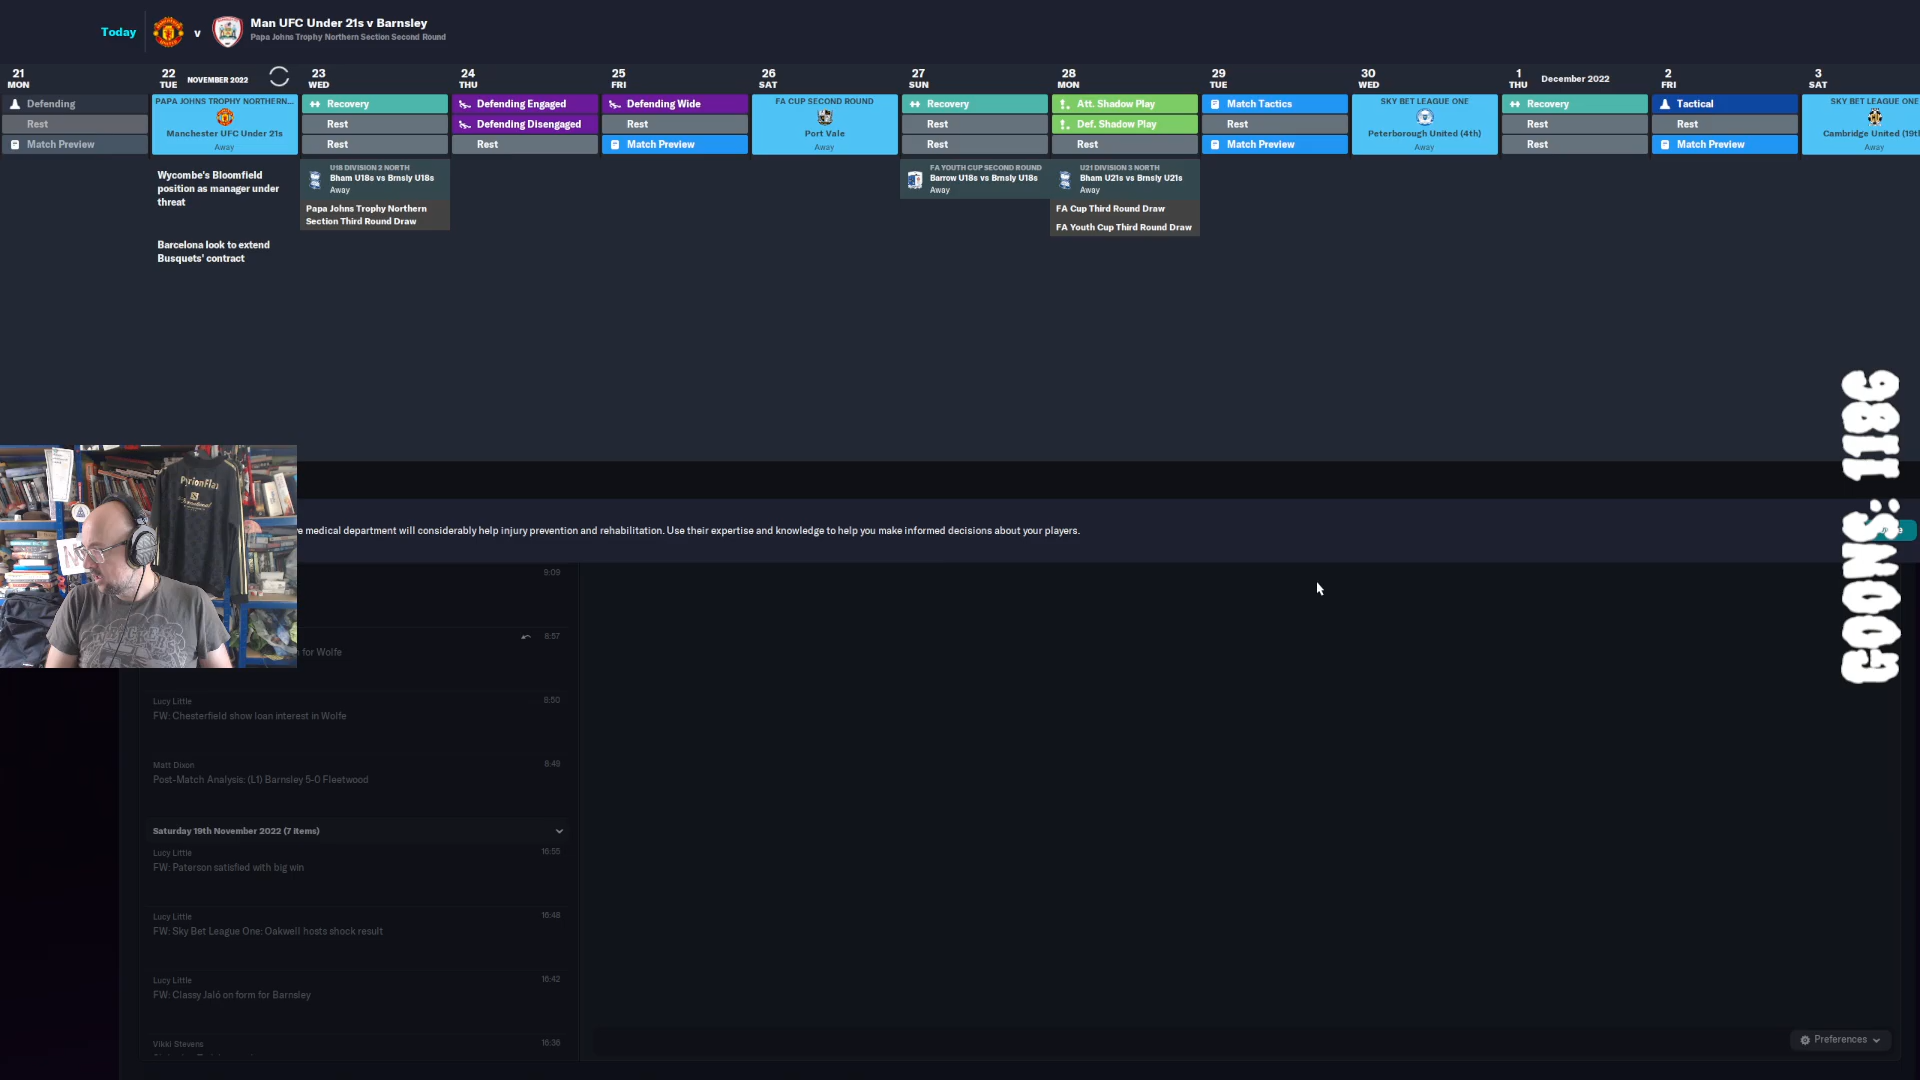 Today
v
Man UFC Under 21s v Barnsley
Papa Johns Trophy Northern Section Second Round
21
MON
22
TUE
NOVEMBER 2022
23
WED
24
THU
25
FRI
26
SAT
27
SUN
28
MON
29
TUE
30
WED
1
THU
December 2022
2
FRI
3
SAT
Defending
Rest
Match Preview
PAPA JOHNS TROPHY NORTHERN...
Manchester UFC Under 21s
Away
Recovery
Rest
Rest
Defending Engaged
Defending Disengaged
Rest
Defending Wide
Rest
Match Preview
FA CUP SECOND ROUND
Port Vale
Away
Recovery
Rest
Rest
Att. Shadow Play
Def. Shadow Play
Rest
Match Tactics
Rest
Match Preview
SKY BET LEAGUE ONE
Peterborough United (4th)
Away
Recovery
Rest
Rest
Tactical
Rest
Match Preview
SKY BET LEAGUE ONE
Cambridge United (19th
Away
Wycombe's Bloomfield
position as manager under
threat
Barcelona look to extend
Busquets' contract
U18 DIVISION 2 NORTH
Bham U18s vs Brnsly U18s
Away
Papa Johns Trophy Northern
Section Third Round Draw
FA YOUTH CUP SECOND ROUND
Barrow U18s vs Brnsly U18s
Away
U21 DIVISION 3 NORTH
Bham U21s vs Brnsly U21s
Away
FA Cup Third Round Draw
FA Youth Cup Third Round Draw
GOONS: 1186
PyrionFlax
e medical department will considerably help injury prevention and rehabilitation. Use their expertise and knowledge to help you make informed decisions about your players.
9:09
8:57
for Wolfe
Lucy Little
8:50
FW: Chesterfield show loan interest in Wolfe
Matt Dixon
8:49
Post-Match Analysis: (L1) Barnsley 5-0 Fleetwood
Saturday 19th November 2022 (7 items)
Lucy Little
16:55
FW: Paterson satisfied with big win
Lucy Little
16:48
FW: Sky Bet League One: Oakwell hosts shock result
Lucy Little
16:42
FW: Classy Jaló on form for Barnsley
Vikki Stevens
16:36
Preferences